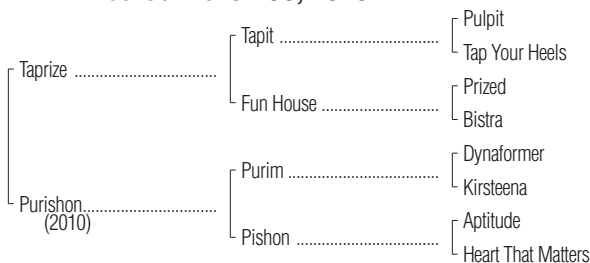 Pulpit
Tapit
Tap Your Heels
Taprize
Prized
Fun House
Bistra
Dynaformer
Purim
Kirsteena
Purishon
(2010)
Aptitude
Pishon
Heart That Matters